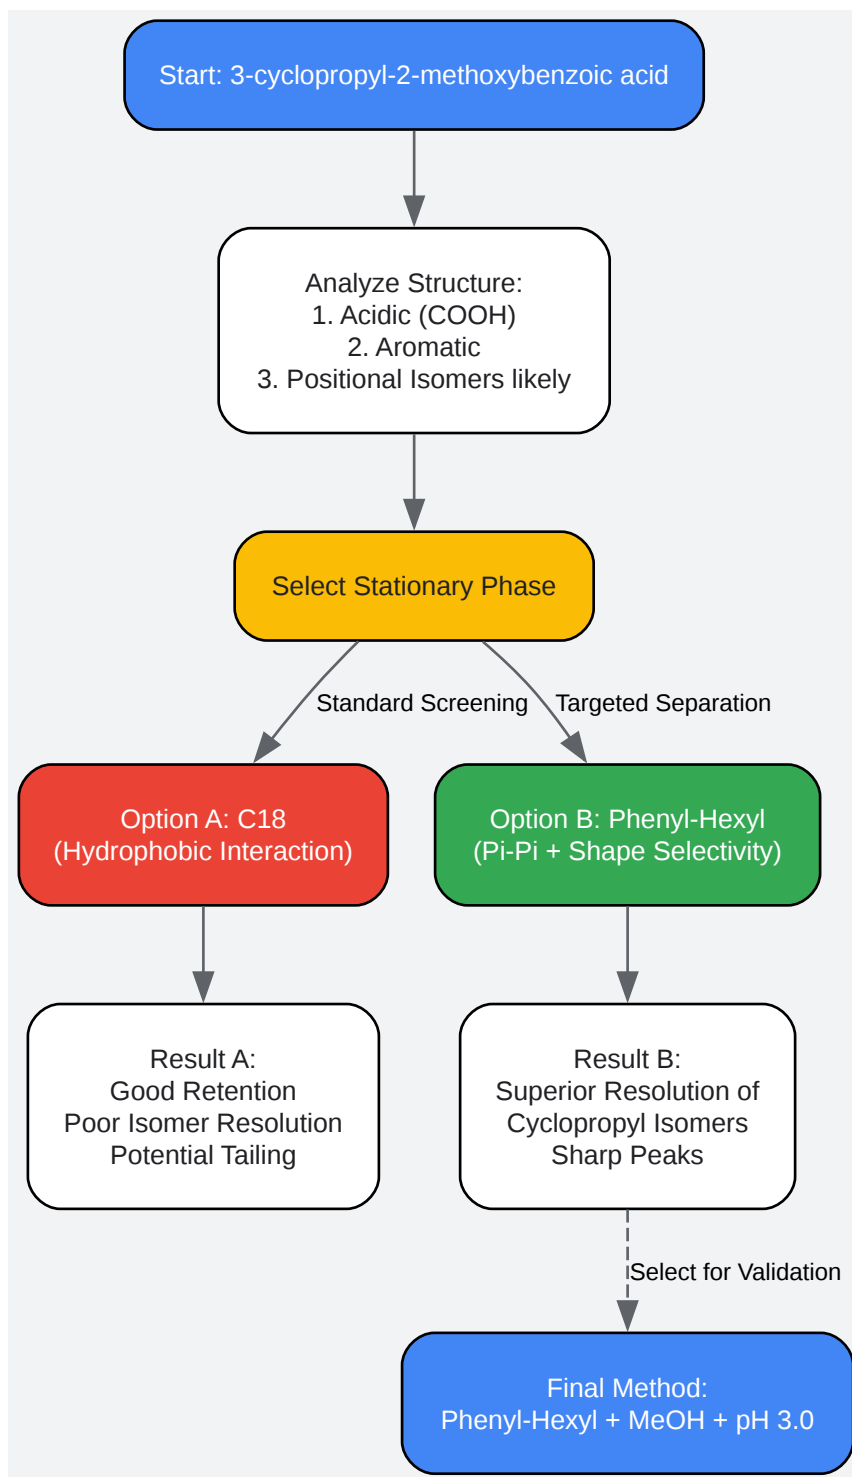 Start: 3-cyclopropyl-2-methoxybenzoic acid
Analyze Structure:
1. Acidic (COOH)
2. Aromatic
3. Positional Isomers likely
Select Stationary Phase
Standard Screening
Targeted Separation
Option A: C18
(Hydrophobic Interaction)
Option B: Phenyl-Hexyl
(Pi-Pi + Shape Selectivity)
Result A:
Good Retention
Poor Isomer Resolution
Potential Tailing
Result B:
Superior Resolution of
Cyclopropyl Isomers
Sharp Peaks
Select for Validation
Final Method:
Phenyl-Hexyl + MeOH + pH 3.0